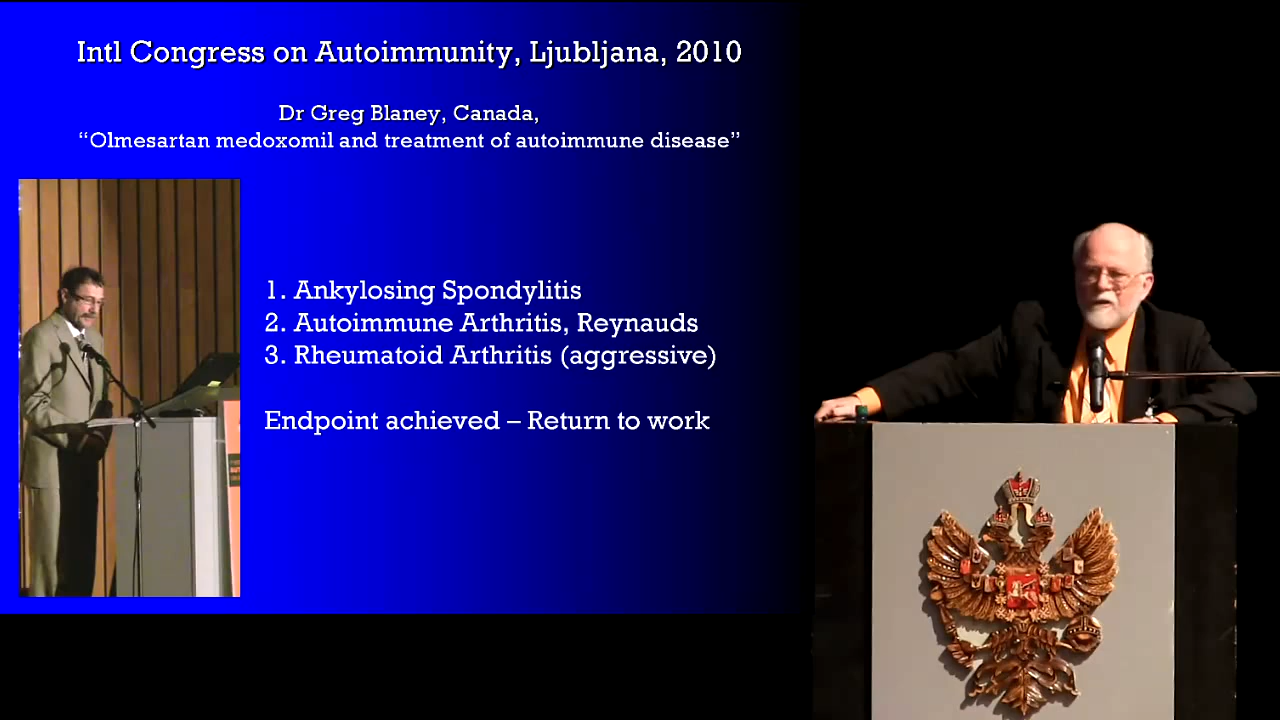 Intl Congress on Autoimmunity, Ljubljana, 2010
Dr Greg Blaney, Canada,
“Olmesartan medoxomil and treatment of autoimmune disease”
1. Ankylosing Spondylitis
2. Autoimmune Arthritis, Reynauds
3. Rheumatoid Arthritis (aggressive)
Endpoint achieved – Return to work